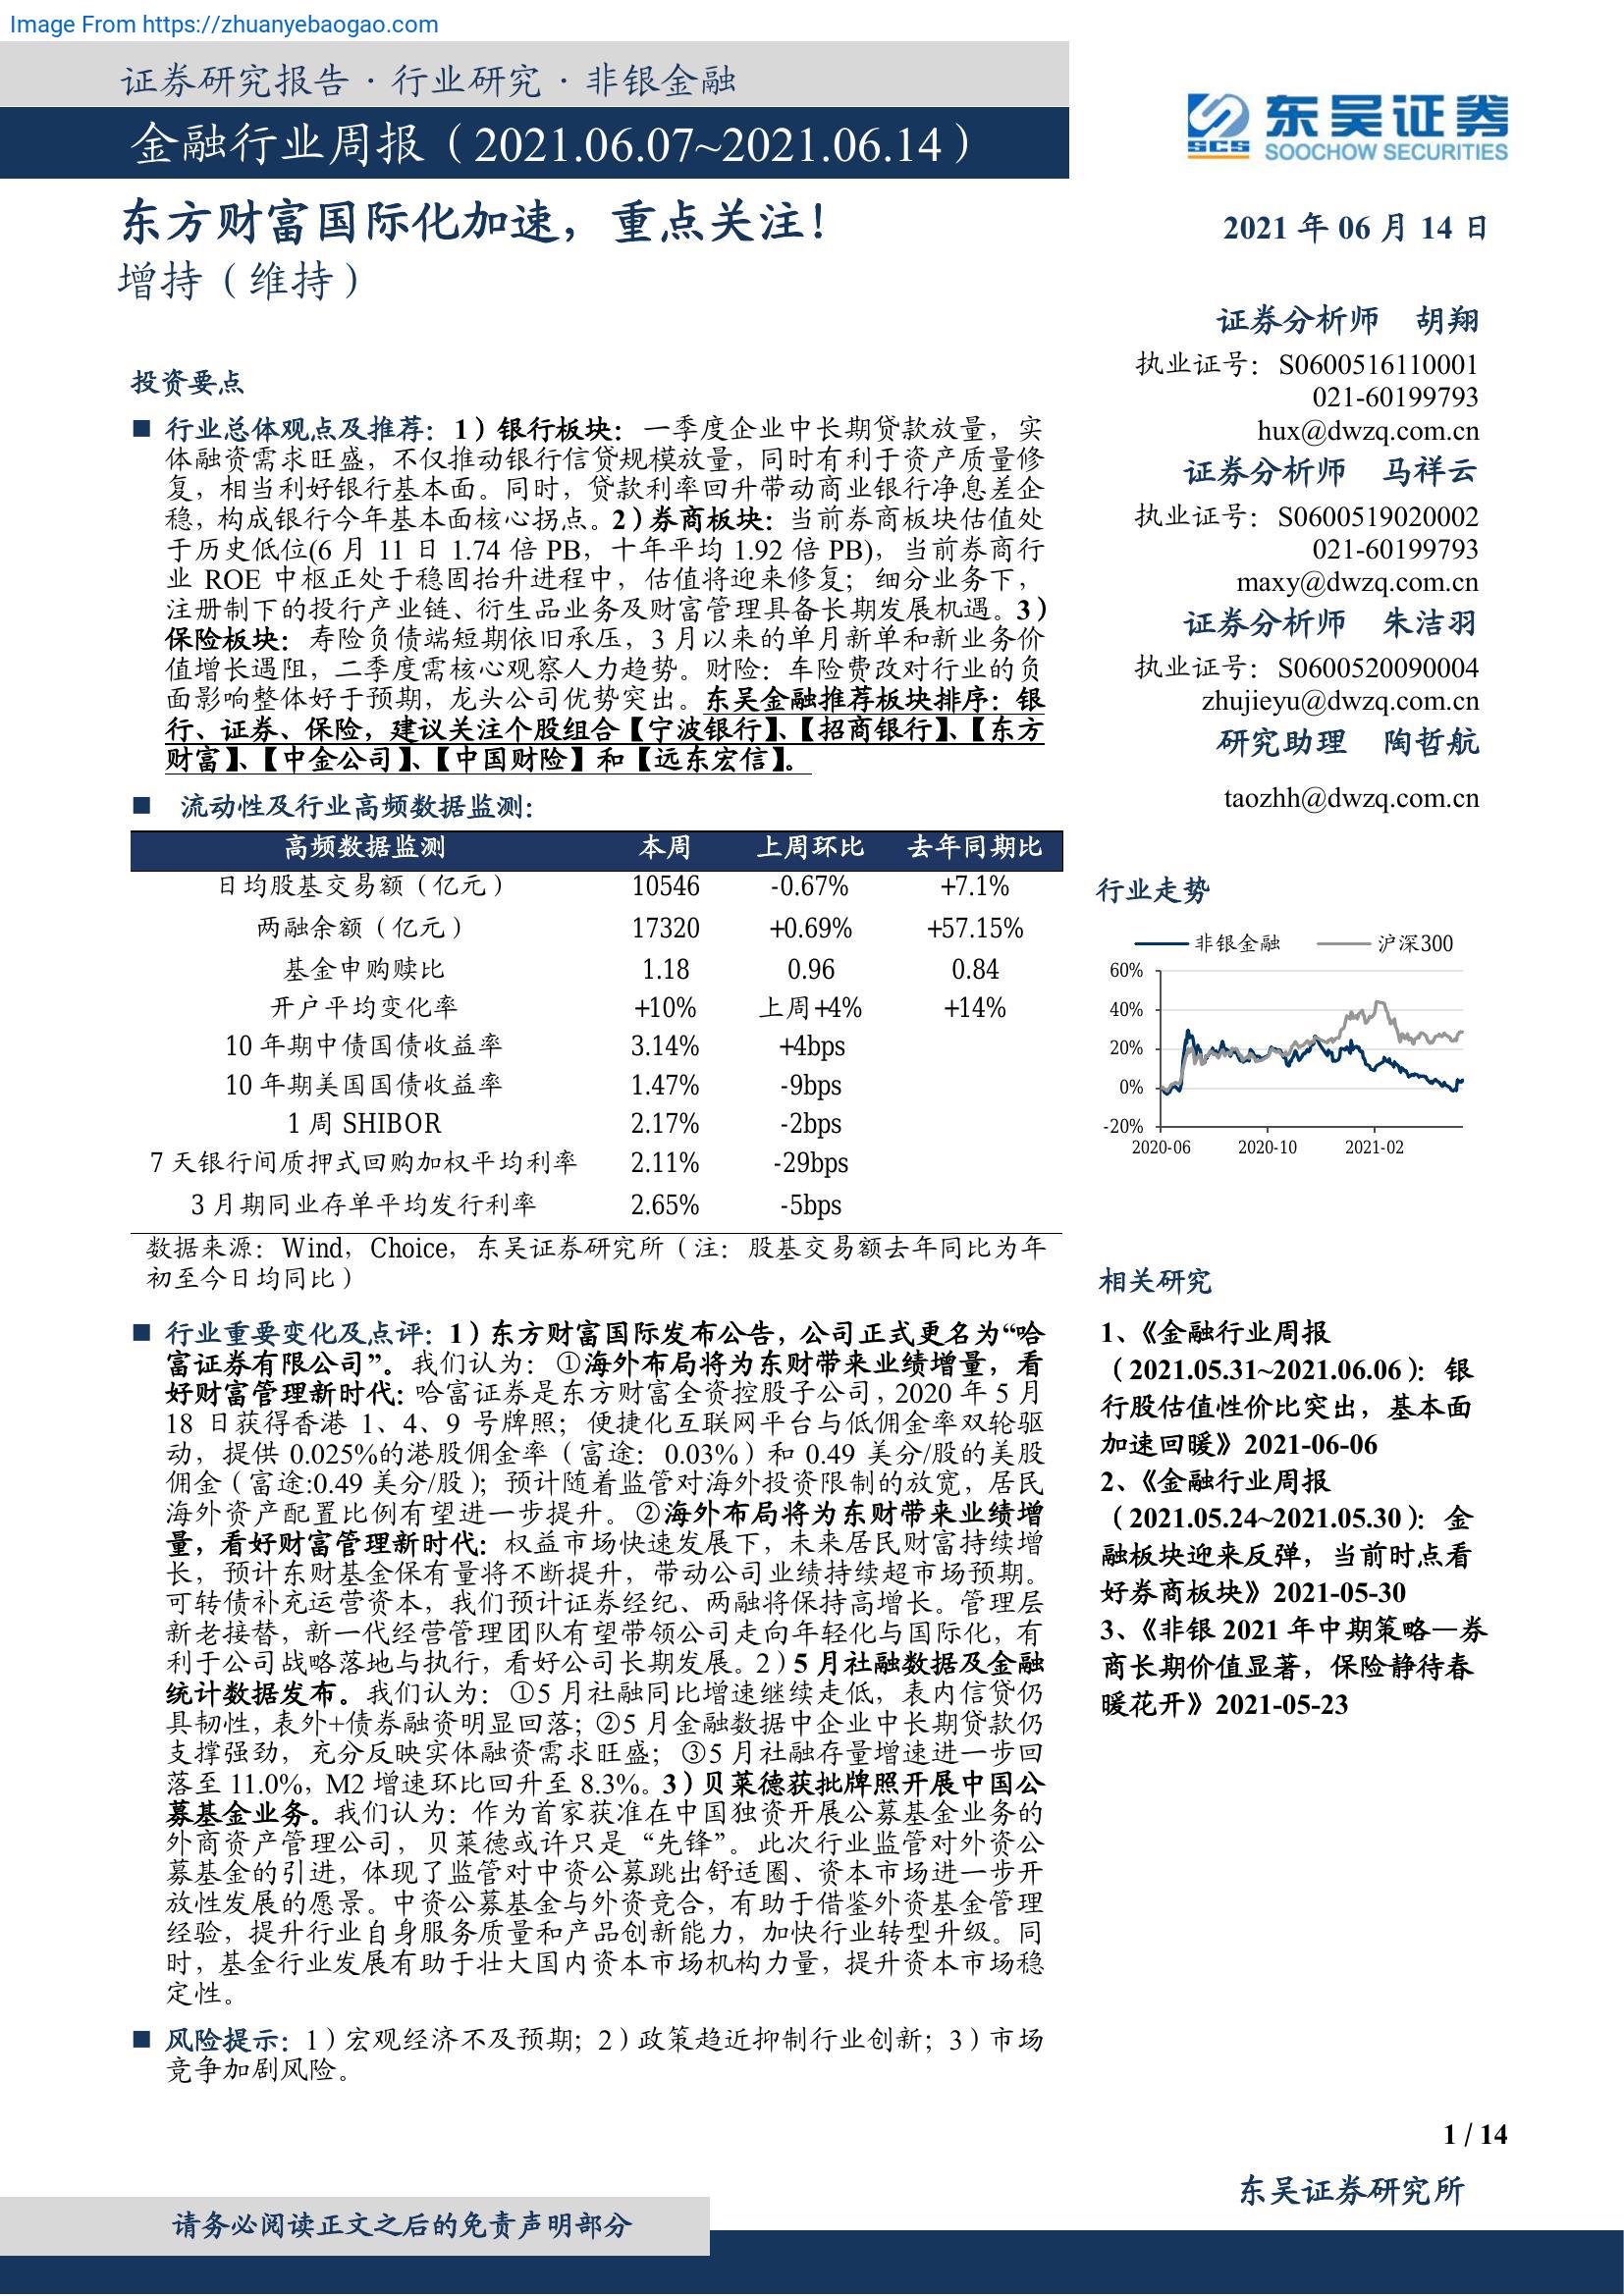 Image From https://zhuanyebaogao.com
证券研究报告·行业研究·非银金融
金融行业周报（2021.06.07~2021.06.14）
东吴证券
SCS
SOOCHOW SECURITIES
东方财富国际化加速，重点关注！
增持（维持）
投资要点
■ 行业总体观点及推荐：1）银行板块：一季度企业中长期贷款放量，实
体融资需求旺盛，不仅推动银行信贷规模放量，同时有利于资产质量修
复，相当利好银行基本面。同时，贷款利率回升带动商业银行净息差企
稳，构成银行今年基本面核心拐点。2）券商板块：当前券商板块估值处
于历史低位(6 月 11 日 1.74 倍 PB，十年平均 1.92 倍 PB)，当前券商行
业 ROE 中枢正处于稳固抬升进程中，估值将迎来修复；细分业务下，
注册制下的投行产业链、衍生品业务及财富管理具备长期发展机遇。3）
保险板块：寿险负债端短期依旧承压，3 月以来的单月新单和新业务价
值增长遇阻，二季度需核心观察人力趋势。财险：车险费改对行业的负
面影响整体好于预期，龙头公司优势突出。东吴金融推荐板块排序：银
行、证券、保险，建议关注个股组合【宁波银行】、【招商银行】、【东方
财富】、【中金公司】、【中国财险】和【远东宏信】。
■ 流动性及行业高频数据监测：
高频数据监测 本周 上周环比 去年同期比
日均股基交易额（亿元） 10546 -0.67% +7.1%
两融余额（亿元） 17320 +0.69% +57.15%
基金申购赎比 1.18 0.96 0.84
开户平均变化率 +10% 上周+4% +14%
10 年期中债国债收益率 3.14% +4bps
10 年期美国国债收益率 1.47% -9bps
1 周 SHIBOR 2.17% -2bps
7 天银行间质押式回购加权平均利率 2.11% -29bps
3 月期同业存单平均发行利率 2.65% -5bps
数据来源：Wind，Choice，东吴证券研究所（注：股基交易额去年同比为年
初至今日均同比）
■ 行业重要变化及点评：1）东方财富国际发布公告，公司正式更名为“哈
富证券有限公司”。我们认为：①海外布局将为东财带来业绩增量，看
好财富管理新时代：哈富证券是东方财富全资控股子公司，2020 年 5 月
18 日获得香港 1、4、9 号牌照；便捷化互联网平台与低佣金率双轮驱
动，提供 0.025%的港股佣金率（富途：0.03%）和 0.49 美分/股的美股
佣金（富途:0.49 美分/股）；预计随着监管对海外投资限制的放宽，居民
海外资产配置比例有望进一步提升。②海外布局将为东财带来业绩增
量，看好财富管理新时代：权益市场快速发展下，未来居民财富持续增
长，预计东财基金保有量将不断提升，带动公司业绩持续超市场预期。
可转债补充运营资本，我们预计证券经纪、两融将保持高增长。管理层
新老接替，新一代经营管理团队有望带领公司走向年轻化与国际化，有
利于公司战略落地与执行，看好公司长期发展。2）5 月社融数据及金融
统计数据发布。我们认为：①5 月社融同比增速继续走低，表内信贷仍
具韧性，表外+债券融资明显回落；②5 月金融数据中企业中长期贷款仍
支撑强劲，充分反映实体融资需求旺盛；③5 月社融存量增速进一步回
落至 11.0%，M2 增速环比回升至 8.3%。3）贝莱德获批牌照开展中国公
募基金业务。我们认为：作为首家获准在中国独资开展公募基金业务的
外商资产管理公司，贝莱德或许只是“先锋”。此次行业监管对外资公
募基金的引进，体现了监管对中资公募跳出舒适圈、资本市场进一步开
放性发展的愿景。中资公募基金与外资竞合，有助于借鉴外资基金管理
经验，提升行业自身服务质量和产品创新能力，加快行业转型升级。同
时，基金行业发展有助于壮大国内资本市场机构力量，提升资本市场稳
定性。
■ 风险提示：1）宏观经济不及预期；2）政策趋近抑制行业创新；3）市场
竞争加剧风险。
2021 年 06 月 14 日
证券分析师 胡翔
执业证号：S0600516110001
021-60199793
hux@dwzq.com.cn
证券分析师 马祥云
执业证号：S0600519020002
021-60199793
maxy@dwzq.com.cn
证券分析师 朱洁羽
执业证号：S0600520090004
zhujieyu@dwzq.com.cn
研究助理 陶哲航
taozhh@dwzq.com.cn
行业走势
非银金融 沪深300
60%
40%
20%
0%
-20%
2020-06 2020-10 2021-02
相关研究
1、《金融行业周报
（2021.05.31~2021.06.06）：银
行股估值性价比突出，基本面
加速回暖》2021-06-06
2、《金融行业周报
（2021.05.24~2021.05.30）：金
融板块迎来反弹，当前时点看
好券商板块》2021-05-30
3、《非银 2021 年中期策略—券
商长期价值显著，保险静待春
暖花开》2021-05-23
1 / 14
东吴证券研究所
请务必阅读正文之后的免责声明部分